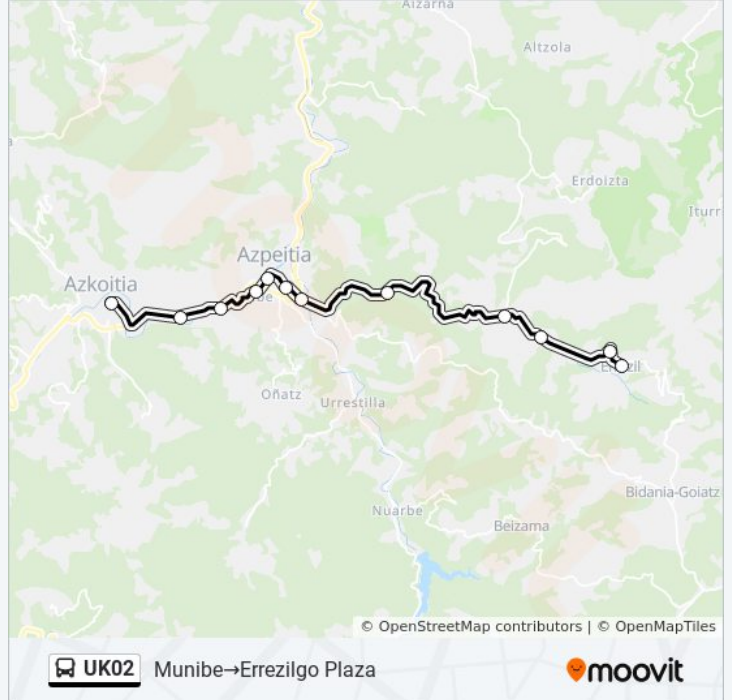 Aizarna
Altzola
Erdoizta
Iturr
Azpeitia
Azkoitia
Oñatz
Urrestilla
Bidania-Goiatz
Nuarbe
Beizama
© OpenStreetMap contributors | © OpenMapTiles
UK02 Munibe→Errezilgo Plaza
moovit